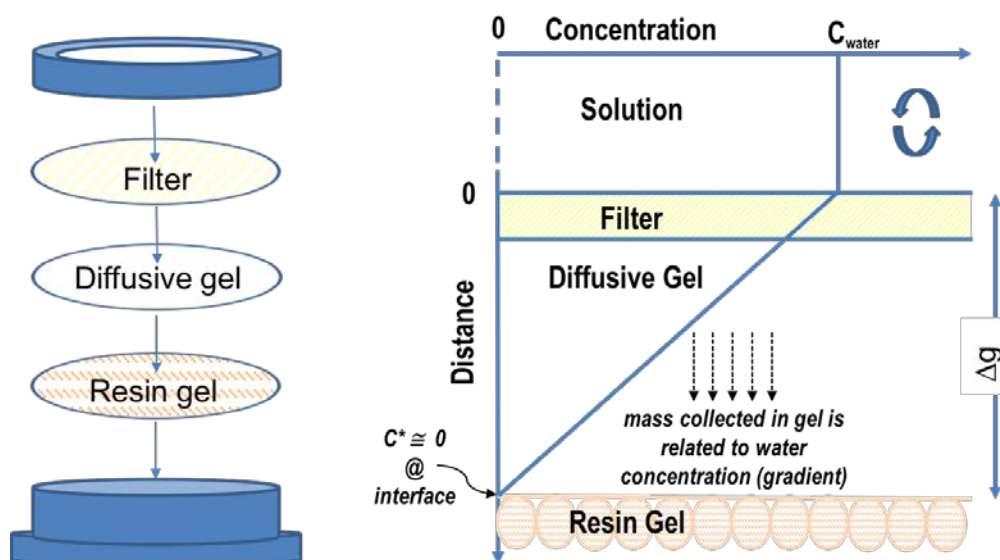 Filter
Diffusive gel
Resin gel
0
Concentration
C water
Solution
0
Filter
Diffusive Gel
Distance
Δg
mass collected in gel is
related to water
concentration (gradient)
C* ≅ 0
@
interface
Resin Gel